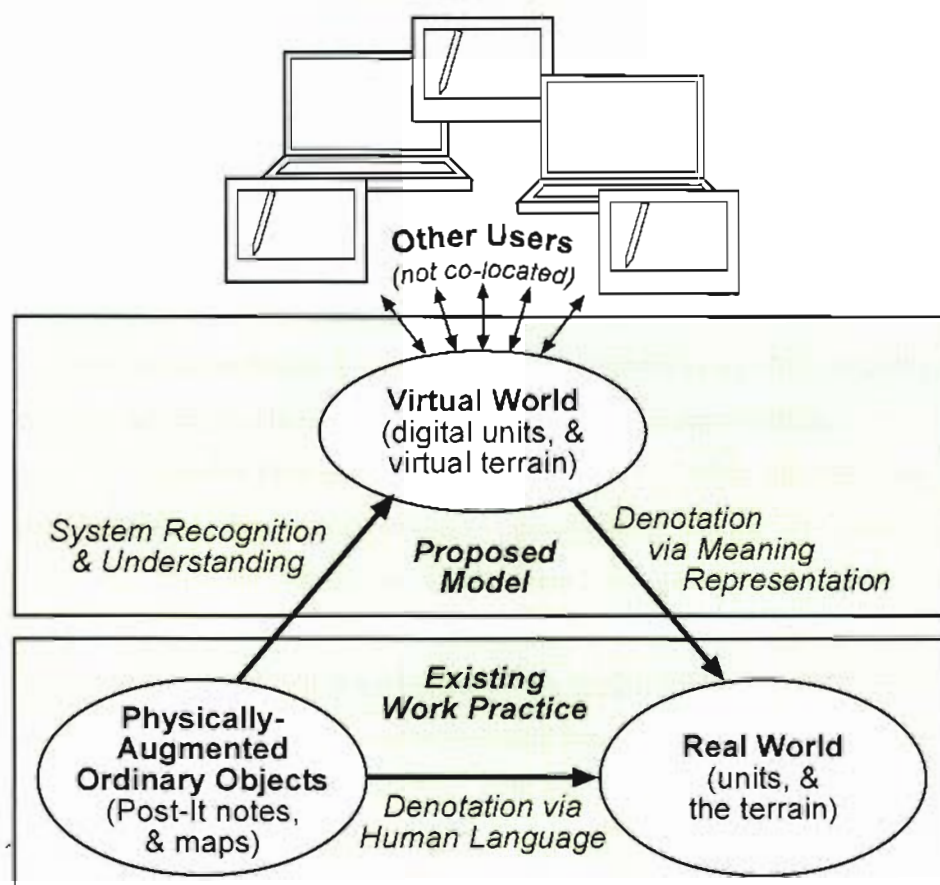 Other Users
(not co-located)
Virtual World
(digital units, &
virtual terrain)
System Recognition
& Understanding
Proposed
Model
Denotation
via Meaning
Representation
Existing
Work Practice
Physically-
Augmented
Ordinary Objects
(Post-It notes,
& maps)
Denotation via
Human Language
Real World
(units, &
the terrain)